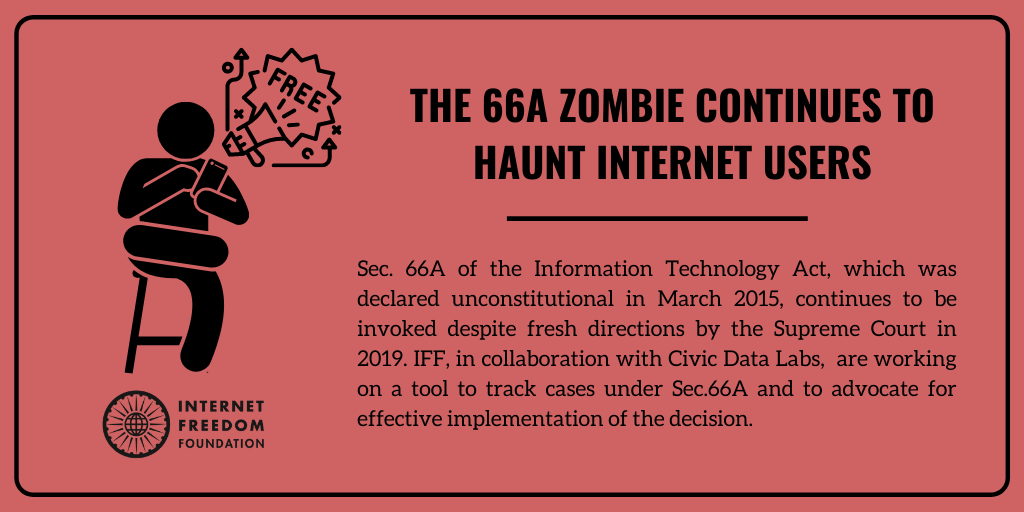 FREE
THE 66A ZOMBIE CONTINUES TO
HAUNT INTERNET USERS
Sec. 66A of the Information Technology Act, which was
declared unconstitutional in March 2015, continues to be
invoked despite fresh directions by the Supreme Court in
2019. IFF, in collaboration with Civic Data Labs,  are working
on a tool to track cases under Sec.66A and to advocate for
effective implementation of the decision.
INTERNET
FREEDOM
FOUNDATION